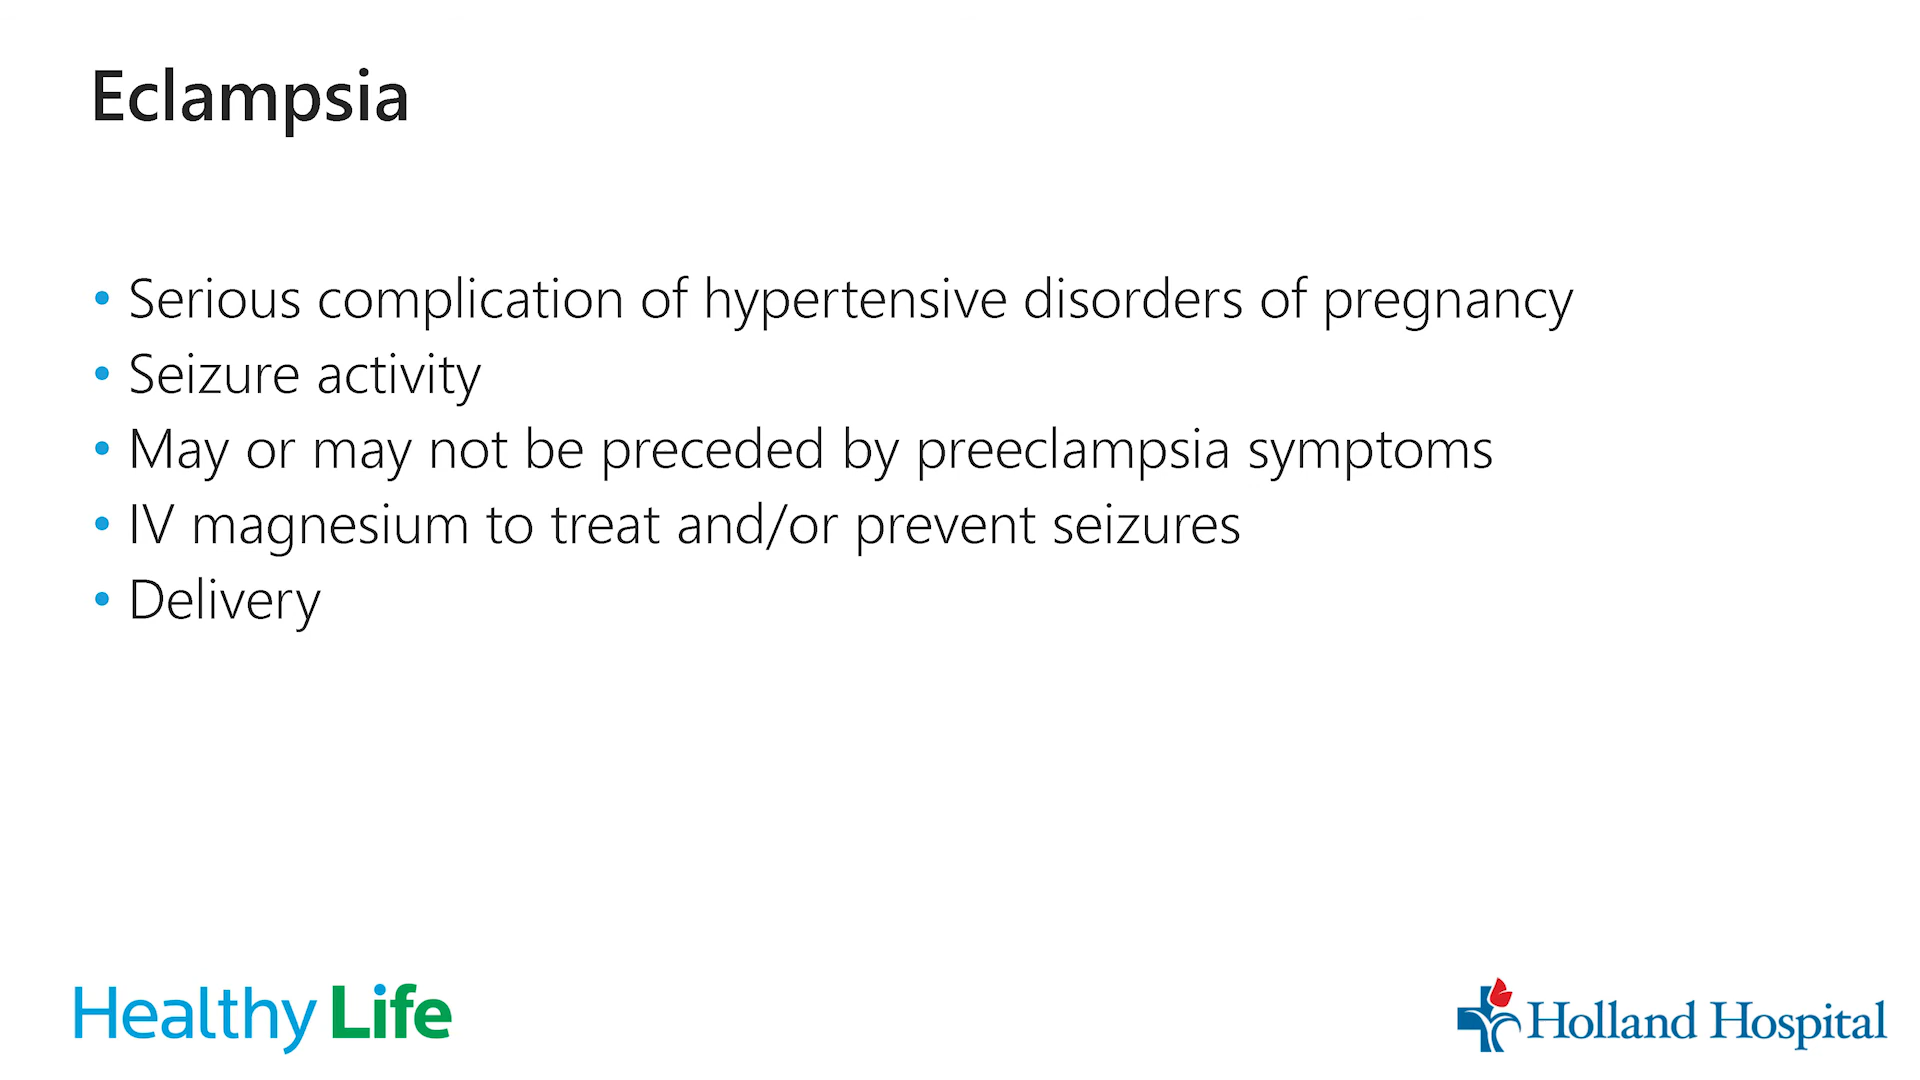 Eclampsia
• Serious complication of hypertensive disorders of pregnancy
• Seizure activity
• May or may not be preceded by preeclampsia symptoms
• IV magnesium to treat and/or prevent seizures
• Delivery
Healthy Life
Holland Hospital